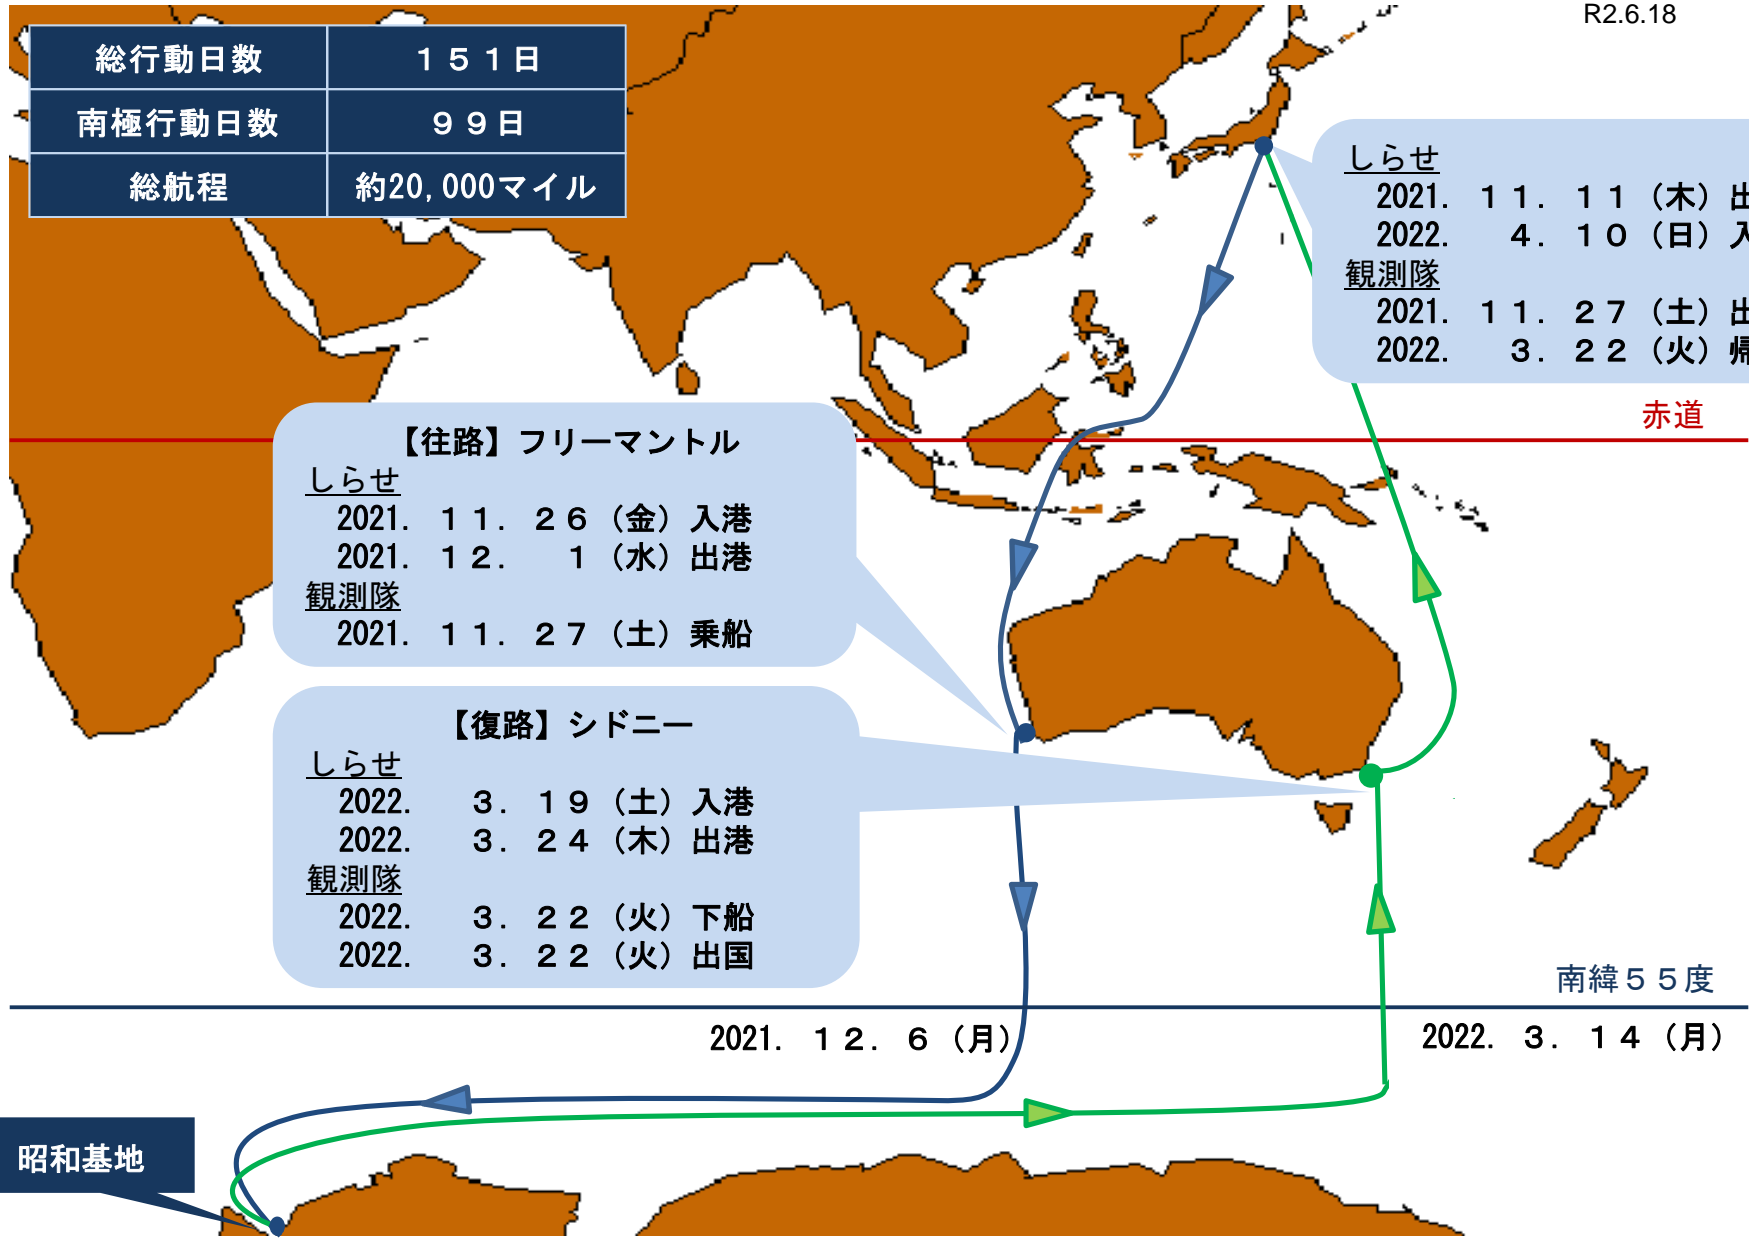 R2.6.18
総行動日数 １５１日
南極行動日数 ９９日
総航程 約20,000マイル
しらせ
2021. １１. １１（木）出
2022. ４. １０（日）入
観測隊
2021. １１. ２７（土）出
2022. ３. ２２（火）帰
赤道
【往路】フリーマントル
しらせ
2021. １１. ２６（金）入港
2021. １２. １（水）出港
観測隊
2021. １１. ２７（土）乗船
【復路】シドニー
しらせ
2022. ３. １９（土）入港
2022. ３. ２４（木）出港
観測隊
2022. ３. ２２（火）下船
2022. ３. ２２（火）出国
南緯５５度
2021. １２. ６（月）
2022. ３. １４（月）
昭和基地